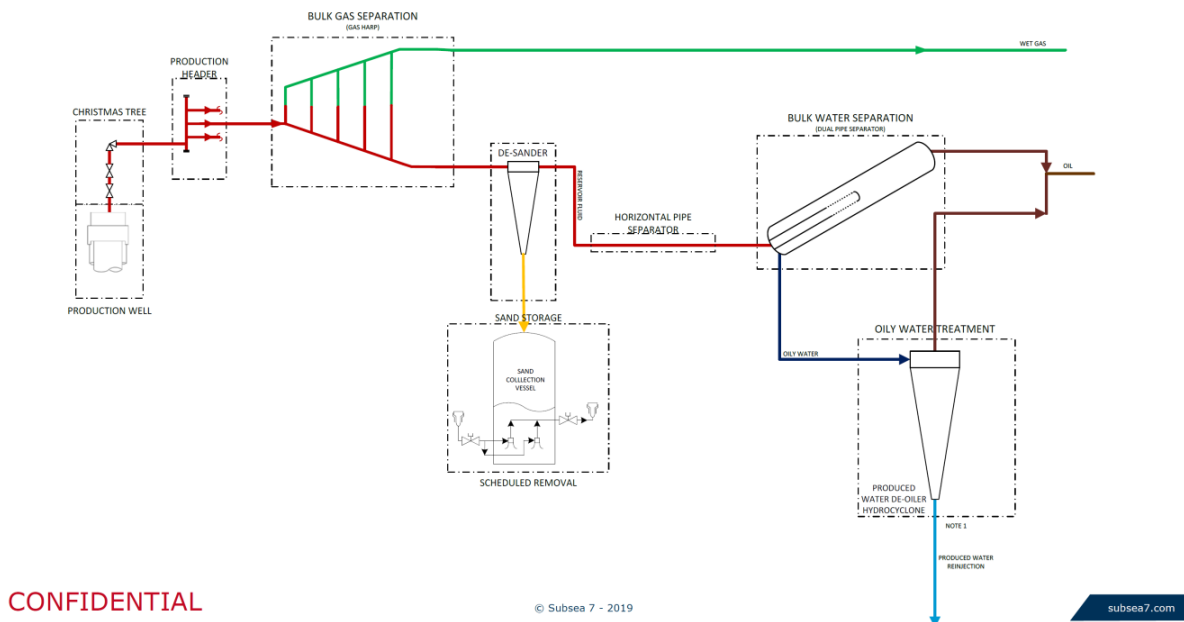 BULK GAS SEPARATION
(GAS HARP)
WET GAS
PRODUCTION
HEADER
CHRISTMAS TREE
BULK WATER SEPARATION
(DUAL PIPE SEPARATOR)
DE-SANDER
OIL
RESERVOIR FLUID
HORIZONTAL PIPE
SEPARATOR
PRODUCTION WELL
SAND STORAGE
OILY WATER TREATMENT
OILY WATER
SAND
COLLLECTION
VESSEL
SCHEDULED REMOVAL
PRODUCED
WATER DE-OILER
HYDROCYCLONE
NOTE 1
PRODUCED WATER
REINJECTION
CONFIDENTIAL
© Subsea 7 - 2019
subsea7.com